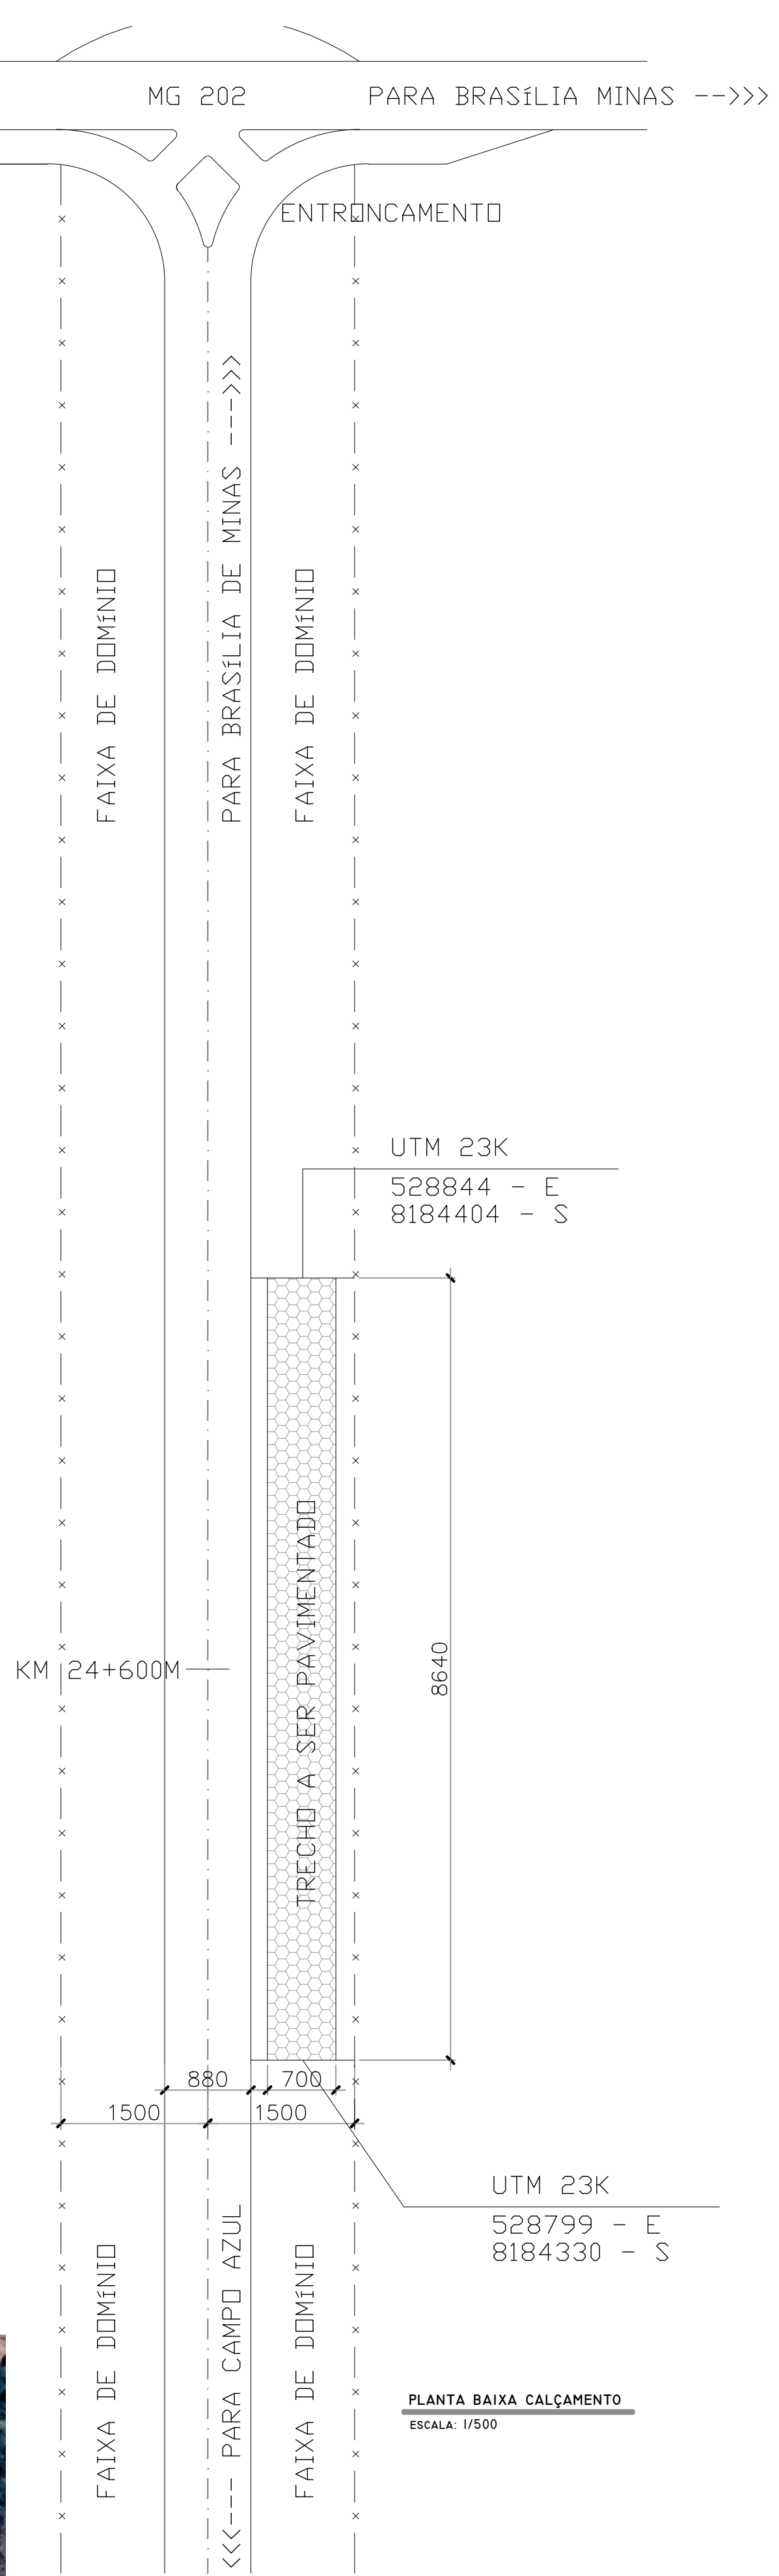 MG 202
PARA BRASíLIA MINAS -->>>
ENTRONCAMENTO
PARA BRASíLIA DE MINAS --->>>
FAIXA DE DOMíNIO
FAIXA DE DOMíNIO
UTM 23K
528844 - E
8184404 - S
TRECHO A SER PAVIMENTADO
8640
KM 24+600M
880
700
1500
1500
UTM 23K
528799 - E
8184330 - S
FAIXA DE DOMíNIO
<<<--- PARA CAMPO AZUL
FAIXA DE DOMíNIO
PLANTA BAIXA CALÇAMENTO
ESCALA: 1/500